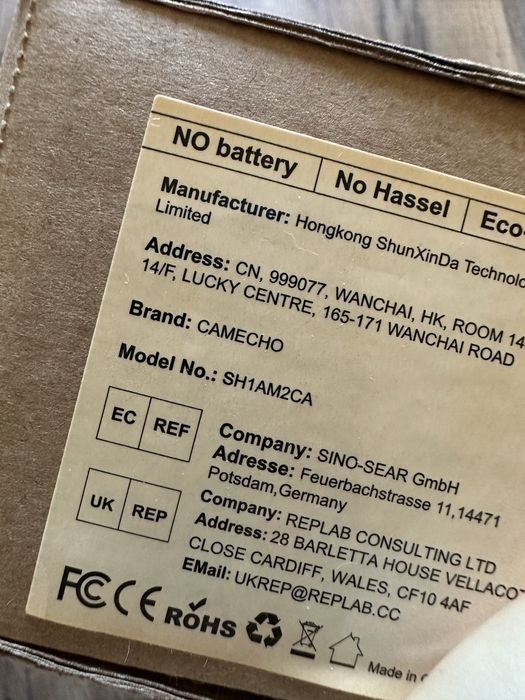 NO battery No Hassel
Manufacturer: Hongkong ShunXinDa
Limited
Address: CN, 999077, WANCHAI, HK, ROOM
14/F, LUCKY CENTRE, 165-171 WANCHAI ROAD
Brand: CAMECHO
Model No.: SH1AM2CA
EC REF
Company: SINO-SEAR GmbH
Adresse: Feuerbachstrasse 11,14471
Potsdam,Germany
UK REP
Company: REPLAB CONSULTING LTD
Address: 28 BARLETTA HOUSE
CLOSE CARDIFF, WALES, CF10 4AF
EMail: UKREP@REPLAB.CC
FC CE RoHS
Made in